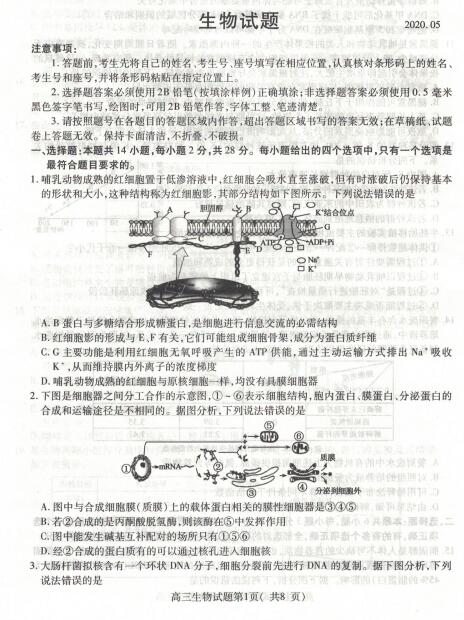 生物试题
2020.05
注意事项：
1. 答题前,考生先将自己的姓名、考生号、座号填写在相应位置,认真核对条形码上的姓名、
考生号和座号,并将条形码粘贴在指定位置上。
2. 选择题答案必须使用2B铅笔(按填涂样例)正确填涂;非选择题答案必须使用0.5毫米
黑色签字笔书写,绘图时,可用2B铅笔作答,字体工整、笔迹清楚。
3. 请按照题号在各题目的答题区域内作答,超出答题区域书写的答案无效;在草稿纸、试题
卷上答题无效。保持卡面清洁,不折叠、不破损。
一、选择题:本题共14小题,每小题2分,共28分。每小题给出的四个选项中,只有一个选项是
最符合题目要求的。
1. 哺乳动物成熟的红细胞置于低渗溶液中,红细胞会吸水直至涨破,但有时涨破后仍保持基本
的形状和大小,这种结构称为红细胞影,其部分结构如下图所示。下列说法错误的是
A 胆固醇 B
K⁺结合位点
G
C
ATP ADP+Pi
F E D
○ Na⁺
□ K⁺
A. B蛋白与多糖结合形成糖蛋白,是细胞进行信息交流的必需结构
B. 红细胞影的形成与E、F有关,它们可能组成细胞骨架,成分为蛋白质纤维
C. G主要功能是利用红细胞无氧呼吸产生的ATP供能,通过主动运输方式排出Na⁺吸收
K⁺,从而维持膜内外离子的浓度梯度
D. 哺乳动物成熟的红细胞与原核细胞一样,均没有具膜细胞器
2. 下图是细胞器之间分工合作的示意图,①~⑥表示细胞结构,胞内蛋白、膜蛋白、分泌蛋白的
合成和运输途径是不相同的。据图分析,下列说法错误的是
⑤ ⑥
质膜
① mRNA ②
③ ④
分泌到细胞外
A. 图中与合成细胞膜(质膜)上的载体蛋白相关的膜性细胞器是③④⑤
B. 若②合成的是丙酮酸脱氢酶,则该酶在⑤中发挥作用
C. 图中能发生碱基互补配对的场所只有①⑤⑥
D. 经②合成的蛋白质有的可以通过核孔进入细胞核
3. 大肠杆菌拟核含有一个环状DNA分子,细胞分裂前先进行DNA的复制。据下图分析,下列
说法错误的是
高三生物试题第1页( 共8 页)